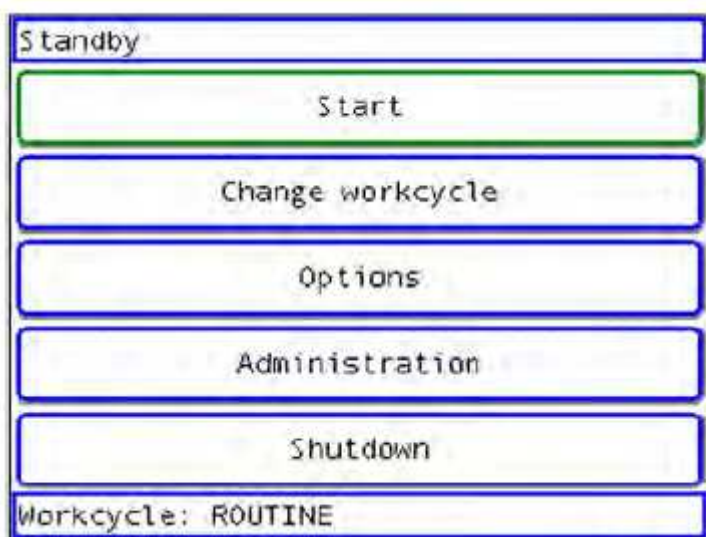 Standby
Start
Change workcycle
Options
Administration
Shutdown
Workcycle: ROUTINE